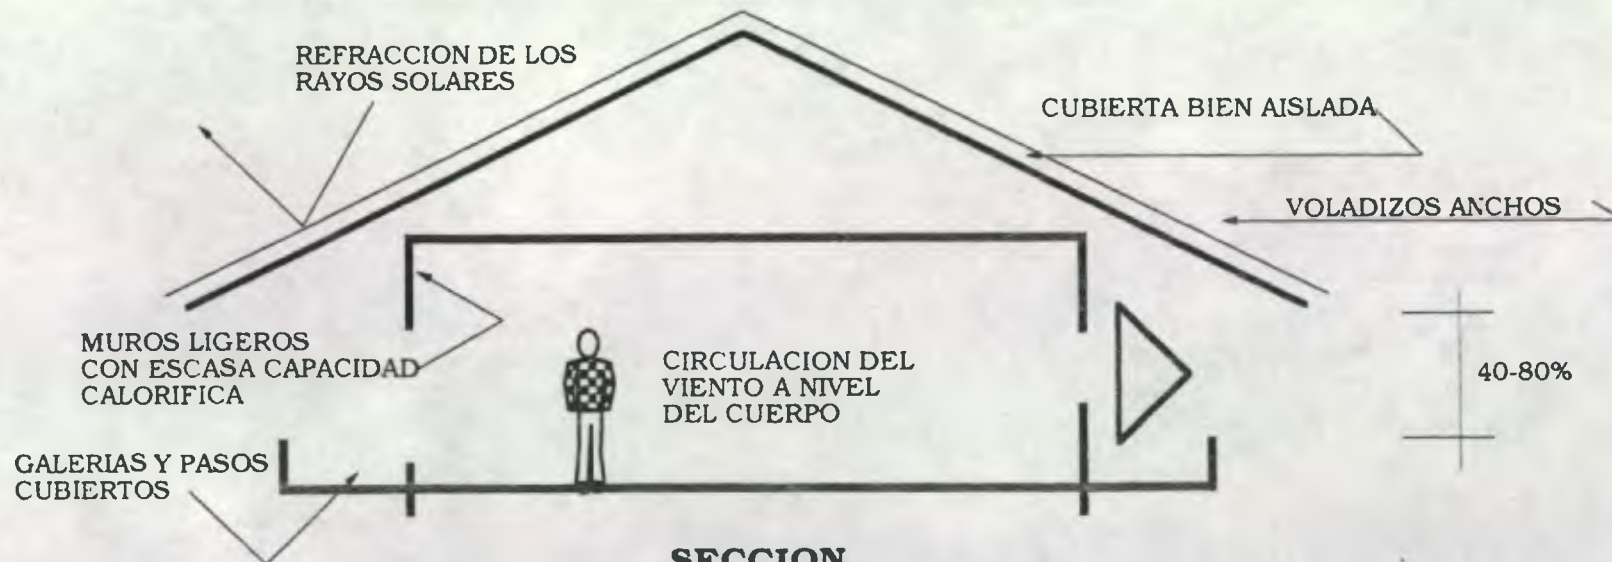 REFRACCION DE LOS
RAYOS SOLARES
CUBIERTA BIEN AISLADA
VOLADIZOS ANCHOS
MUROS LIGEROS
CON ESCASA CAPACIDAD
CALORIFICA
CIRCULACION DEL
VIENTO A NIVEL
DEL CUERPO
40-80%
GALERIAS Y PASOS
CUBIERTOS
SECCION